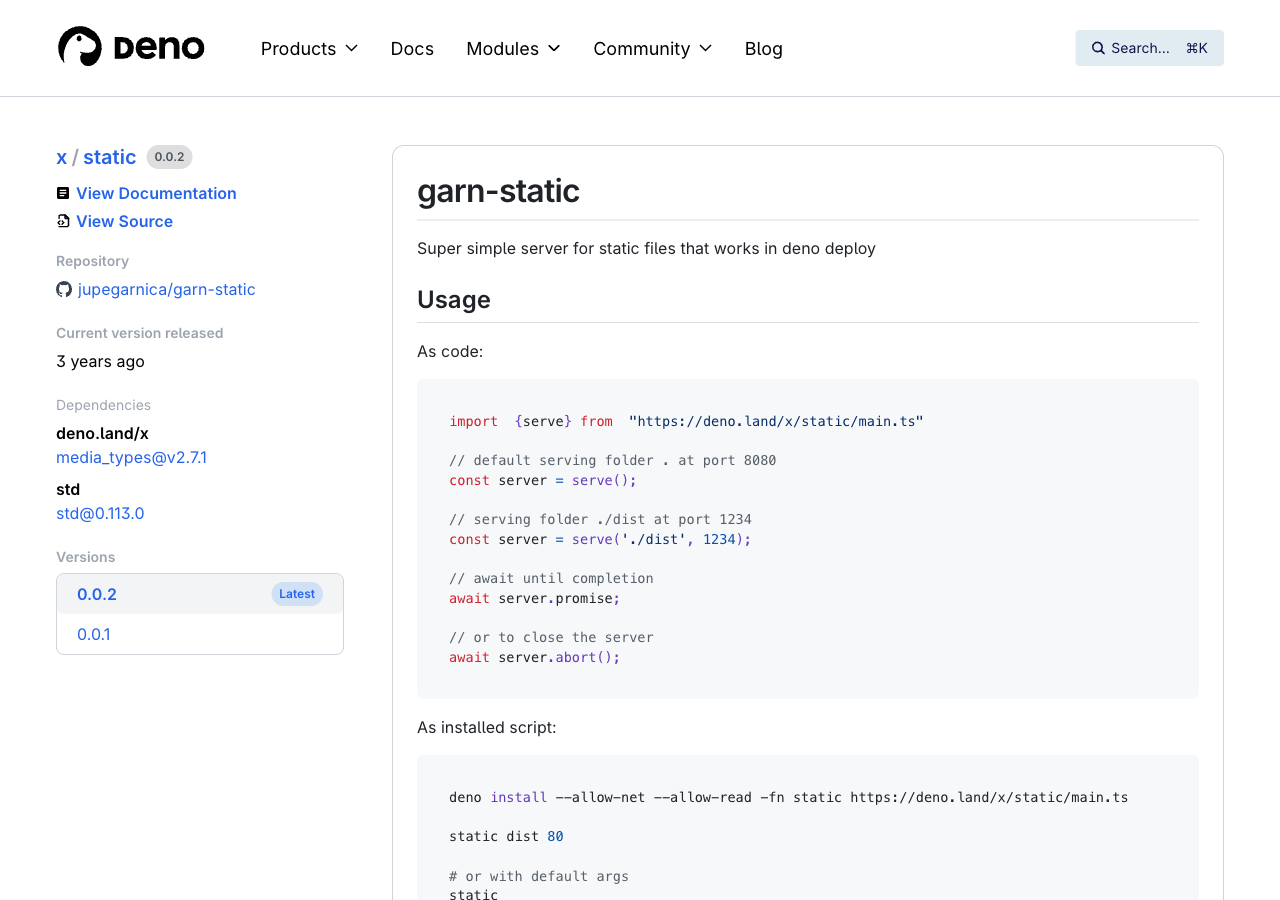 DENO
Products
Docs
Modules
Community
Blog
Search... ⌘K
x / static 0.0.2
View Documentation
View Source
Repository
jupegarnica/garn-static
Current version released
3 years ago
Dependencies
deno.land/x
media_types@v2.7.1
std
std@0.113.0
Versions
0.0.2 Latest
0.0.1
garn-static
Super simple server for static files that works in deno deploy
Usage
As code:
import  {serve} from  "https://deno.land/x/static/main.ts"
// default serving folder . at port 8080
const server = serve();
// serving folder ./dist at port 1234
const server = serve('./dist', 1234);
// await until completion
await server.promise;
// or to close the server
await server.abort();
As installed script:
deno install --allow-net --allow-read -fn static https://deno.land/x/static/main.ts
static dist 80
# or with default args
static